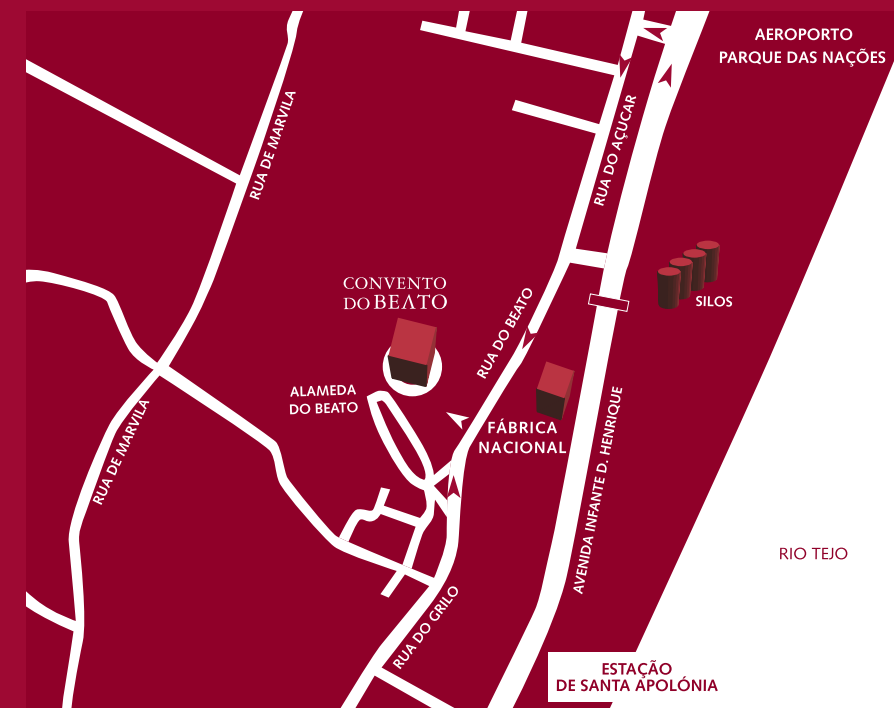 AEROPORTO
PARQUE DAS NAÇÕES
RUA DE MARVILA
RUA DO AÇUCAR
CONVENTO
DO BEATO
SILOS
RUA DO BEATO
ALAMEDA
DO BEATO
FÁBRICA
NACIONAL
RUA DE MARVILA
AVENIDA INFANTE D. HENRIQUE
RIO TEJO
RUA DO GRILO
ESTAÇÃO
DE SANTA APOLÓNIA